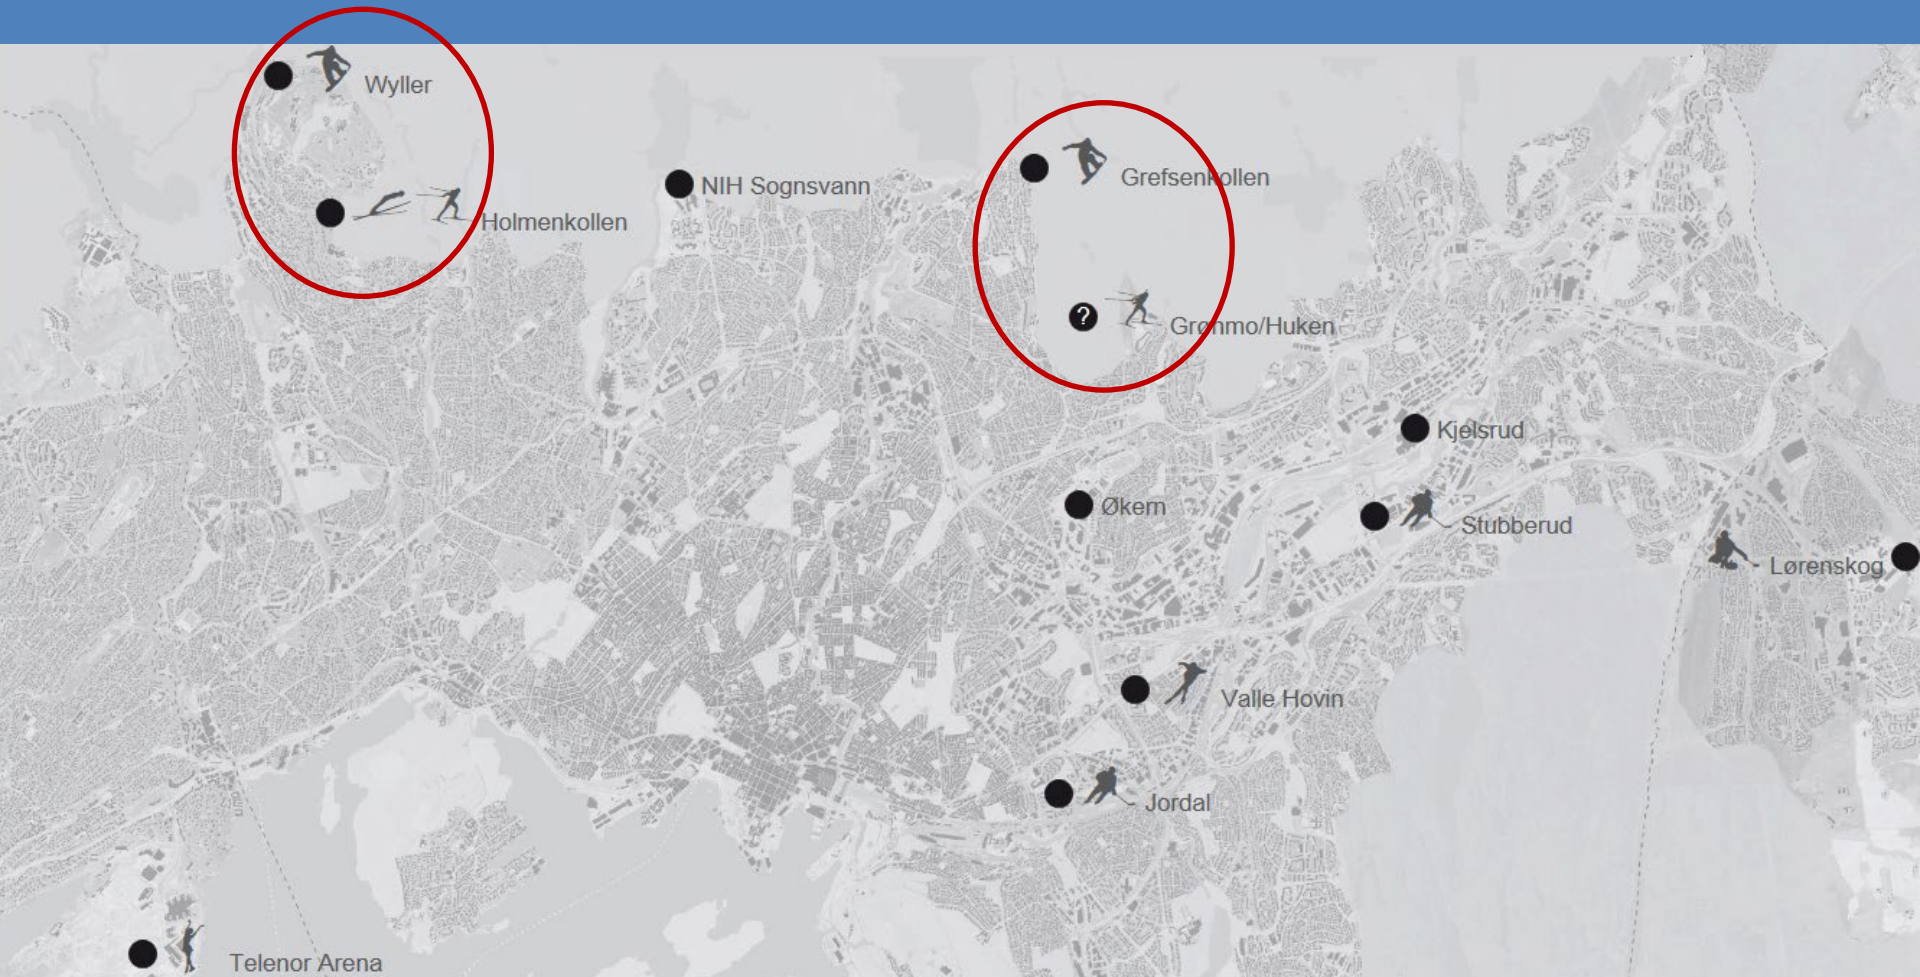 Wyller
Grefsenkollen
NIH Sognsvann
Holmenkollen
?
Grønmo/Huken
Kjelsrud
Økern
Stubberud
Lørenskog
Valle Hovin
Jordal
Telenor Arena